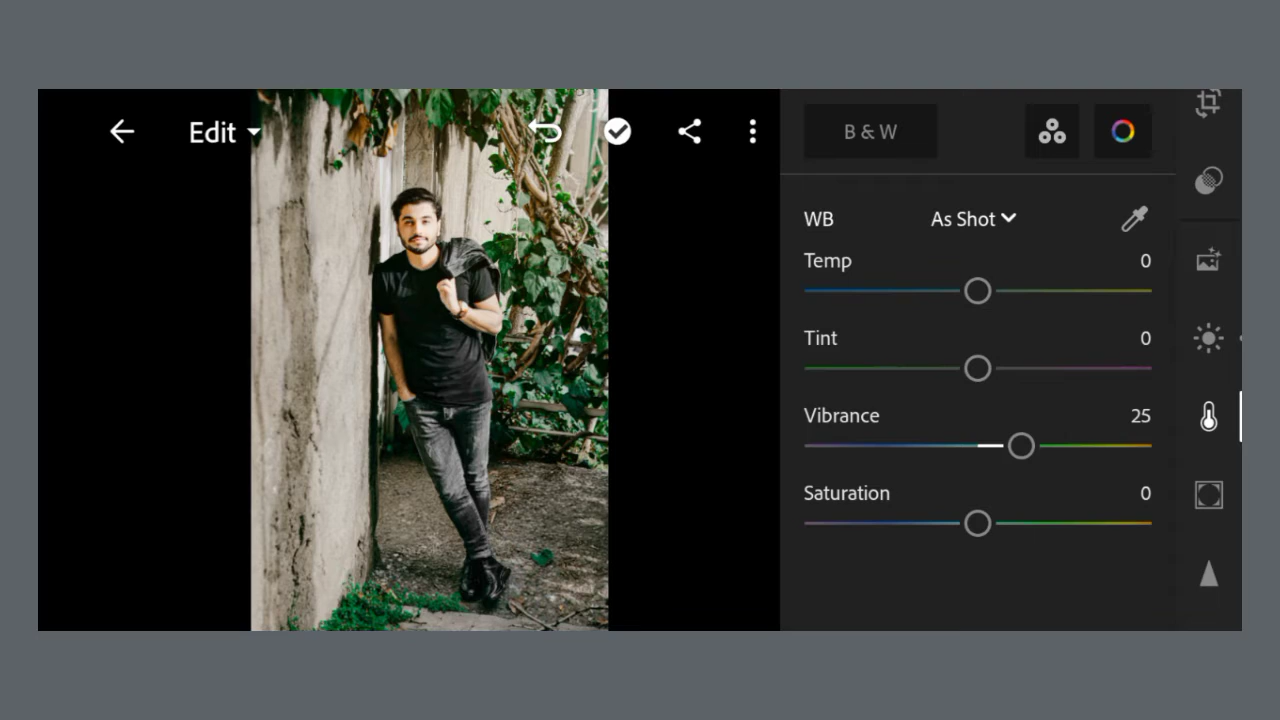 Edit
B & W
WB As Shot
Temp 0
Tint 0
Vibrance 25
Saturation 0